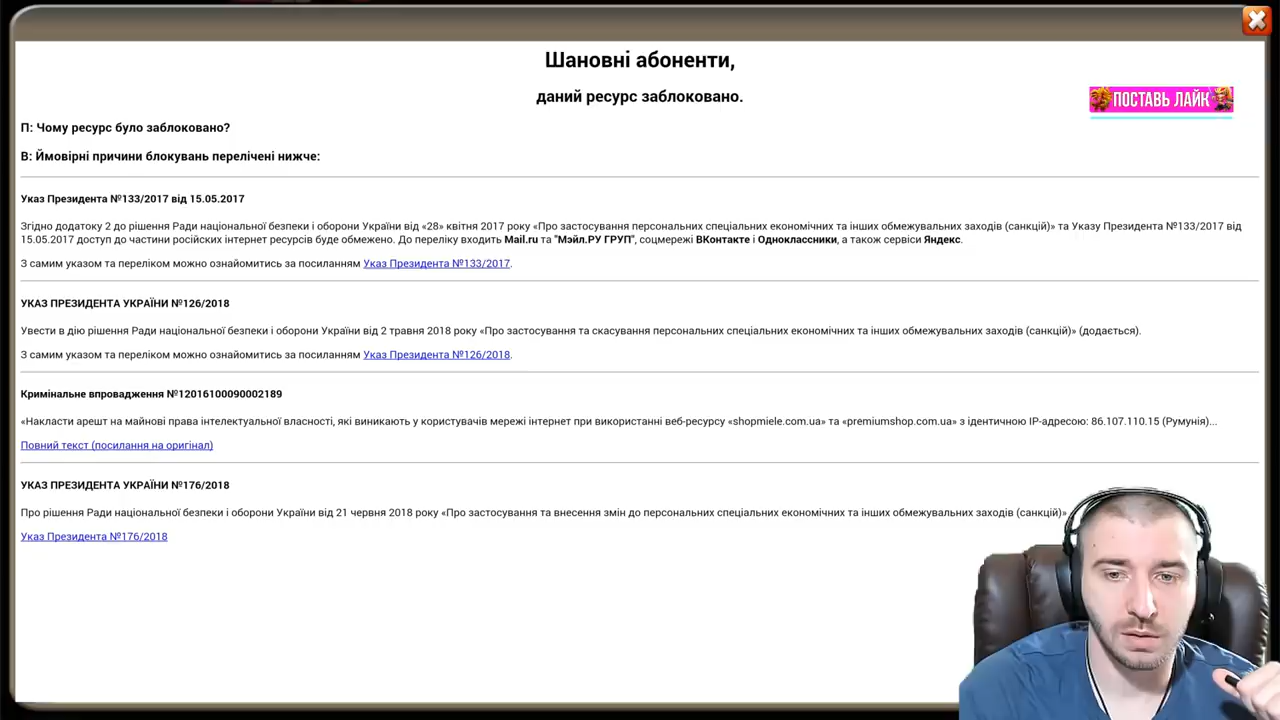 Шановні абоненти,
даний ресурс заблоковано.
ПОСТАВЬ ЛАЙК
П: Чому ресурс було заблоковано?
В: Ймовірні причини блокувань перелічені нижче:
Указ Президента №133/2017 від 15.05.2017
Згідно додатоку 2 до рішення Ради національної безпеки і оборони України від «28» квітня 2017 року «Про застосування персональних спеціальних економічних та інших обмежувальних заходів (санкцій)» та Указу Президента №133/2017 від
15.05.2017 доступ до частини російських інтернет ресурсів буде обмежено. До переліку входить Mail.ru та "Мэйл.РУ ГРУП", соцмережі ВКонтакте і Одноклассники, а також сервіси Яндекс.
З самим указом та переліком можно ознайомитись за посиланням Указ Президента №133/2017.
УКАЗ ПРЕЗИДЕНТА УКРАЇНИ №126/2018
Увести в дію рішення Ради національної безпеки і оборони України від 2 травня 2018 року «Про застосування та скасування персональних спеціальних економічних та інших обмежувальних заходів (санкцій)» (додається).
З самим указом та переліком можно ознайомитись за посиланням Указ Президента №126/2018.
Кримінальне впровадження №12016100090002189
«Накласти арешт на майнові права інтелектуальної власності, які виникають у користувачів мережі інтернет при використанні веб-ресурсу «shopmiele.com.ua» та «premiumshop.com.ua» з ідентичною IP-адресою: 86.107.110.15 (Румунія)...
Повний текст (посилання на оригінал)
УКАЗ ПРЕЗИДЕНТА УКРАЇНИ №176/2018
Про рішення Ради національної безпеки і оборони України від 21 червня 2018 року «Про застосування та внесення змін до персональних спеціальних економічних та інших обмежувальних заходів (санкцій)»
Указ Президента №176/2018